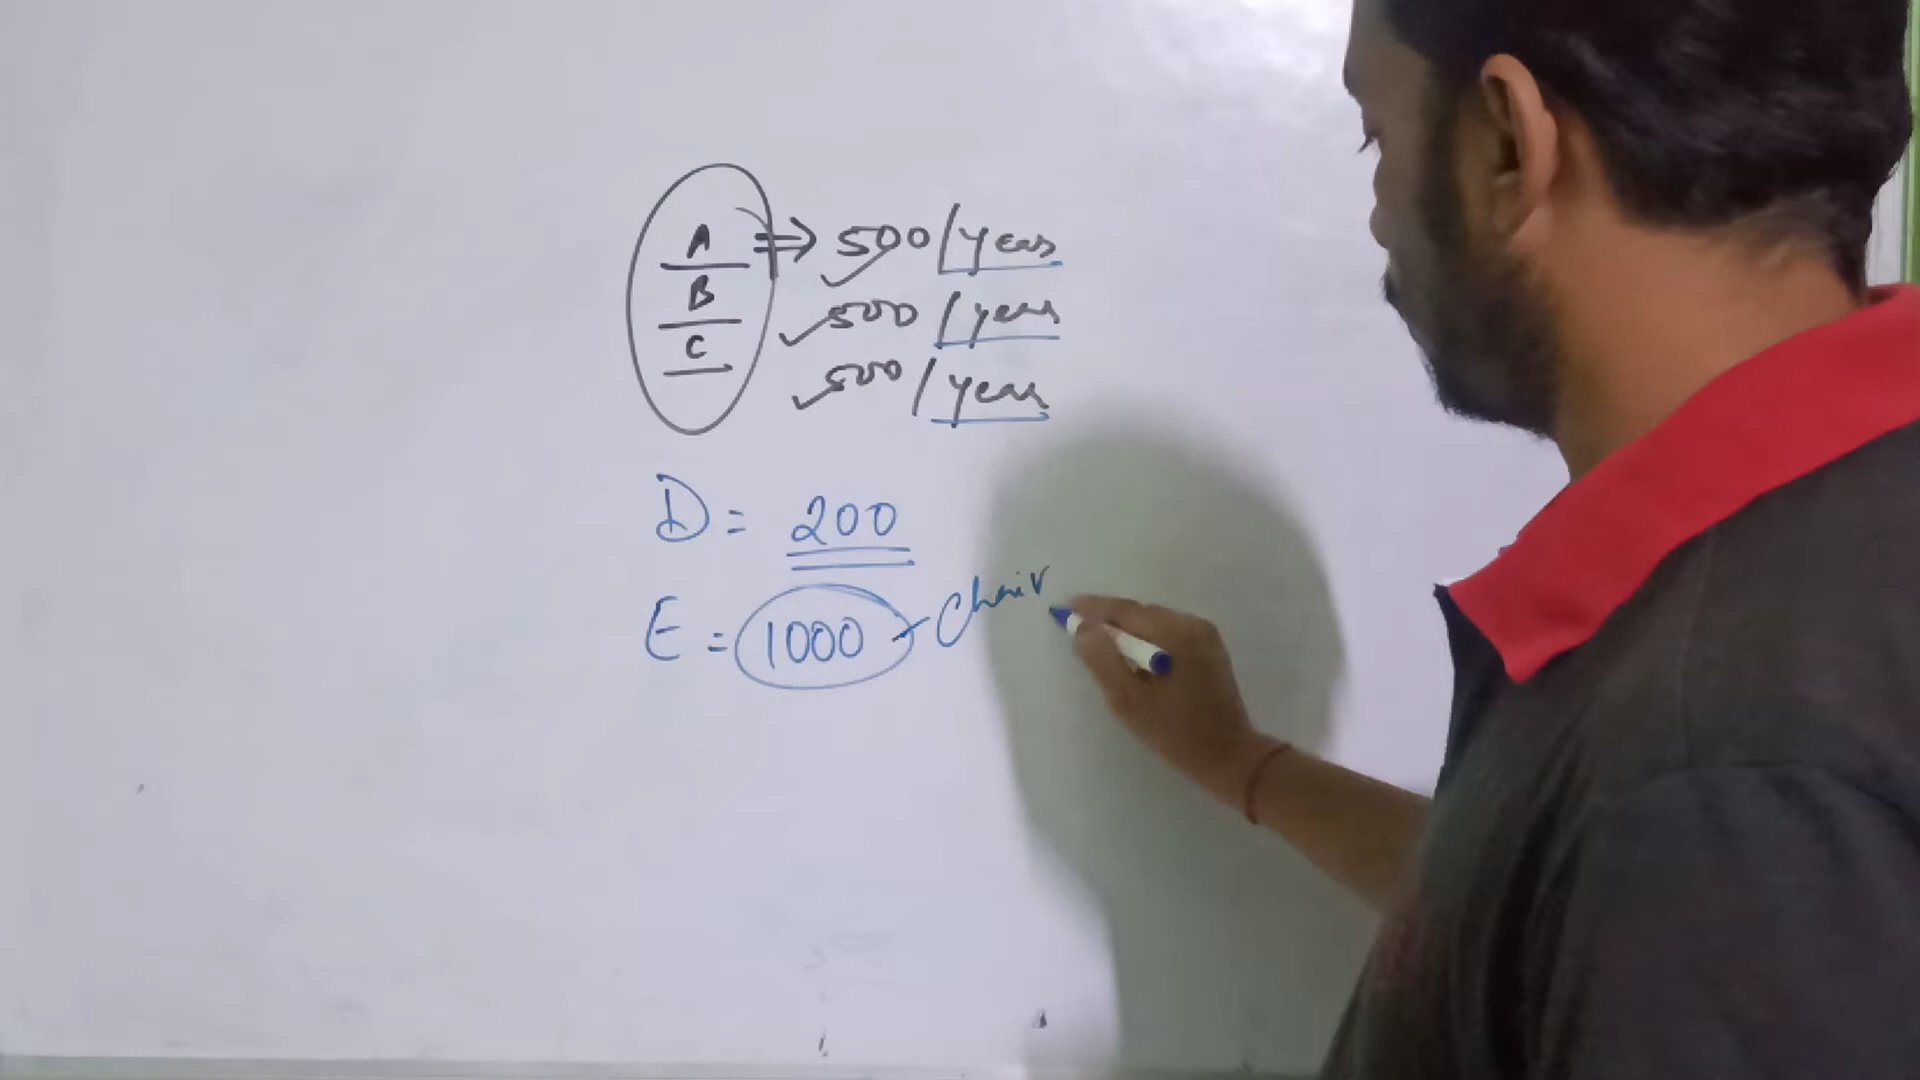 A ⇒ 500/year
B 500/year
C 500/year
D = 200
E = 1000 - Chair